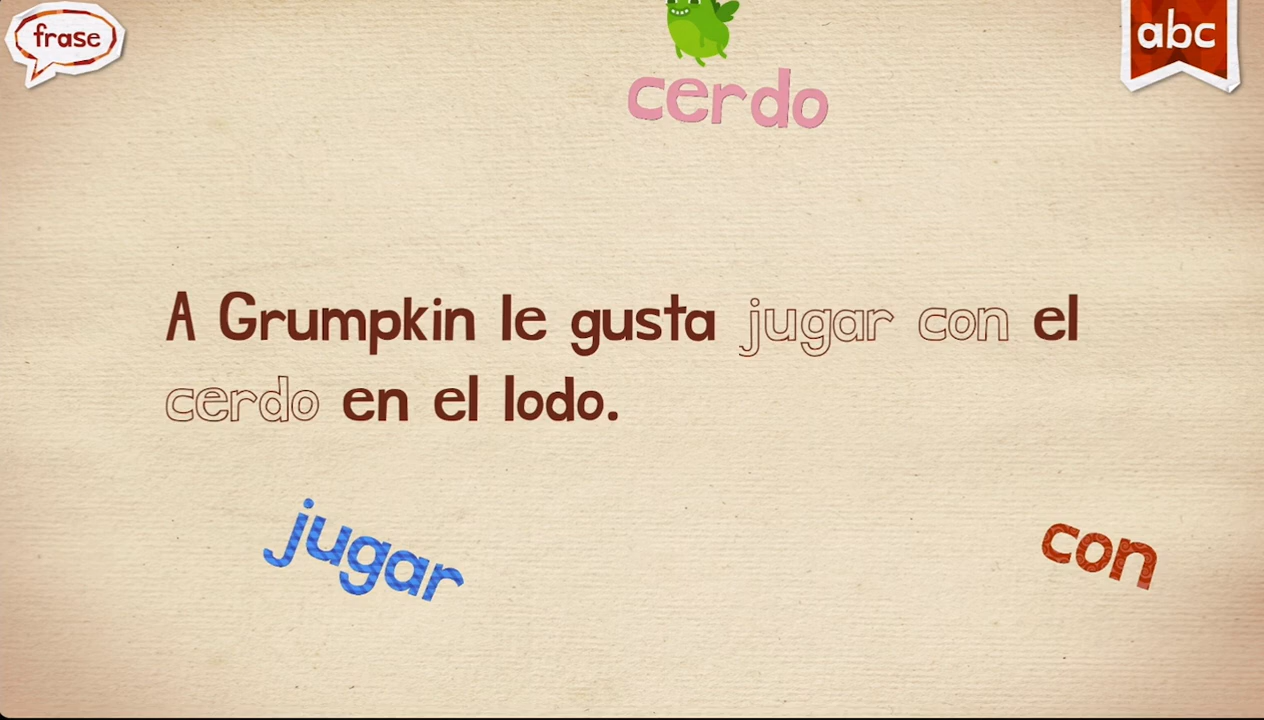 frase
abc
cerdo
A Grumpkin le gusta jugar con el
cerdo en el lodo.
jugar
con